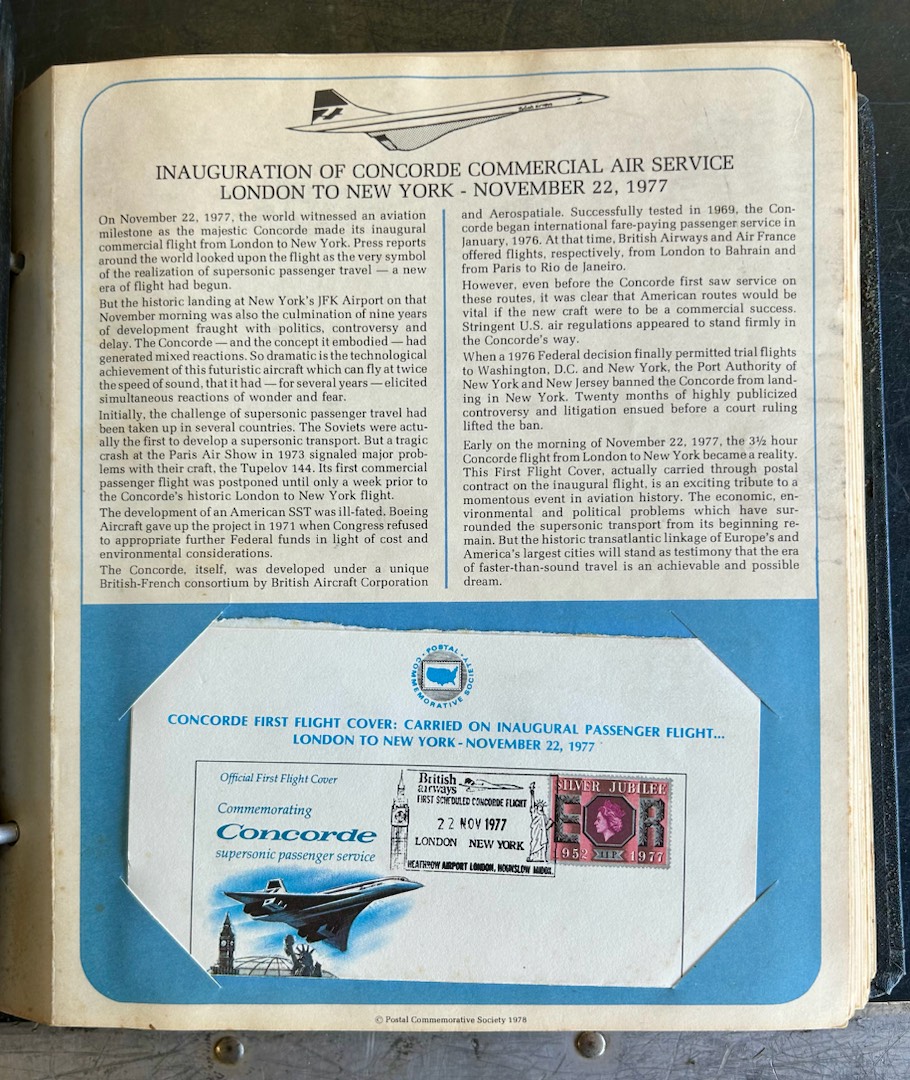 British airways
INAUGURATION OF CONCORDE COMMERCIAL AIR SERVICE
LONDON TO NEW YORK - NOVEMBER 22, 1977
On November 22, 1977, the world witnessed an aviation
milestone as the majestic Concorde made its inaugural
commercial flight from London to New York. Press reports
around the world looked upon the flight as the very symbol
of the realization of supersonic passenger travel — a new
era of flight had begun.
But the historic landing at New York's JFK Airport on that
November morning was also the culmination of nine years
of development fraught with politics, controversy and
delay. The Concorde — and the concept it embodied — had
generated mixed reactions. So dramatic is the technological
achievement of this futuristic aircraft which can fly at twice
the speed of sound, that it had — for several years — elicited
simultaneous reactions of wonder and fear.
Initially, the challenge of supersonic passenger travel had
been taken up in several countries. The Soviets were actu-
ally the first to develop a supersonic transport. But a tragic
crash at the Paris Air Show in 1973 signaled major prob-
lems with their craft, the Tupelov 144. Its first commercial
passenger flight was postponed until only a week prior to
the Concorde's historic London to New York flight.
The development of an American SST was ill-fated. Boeing
Aircraft gave up the project in 1971 when Congress refused
to appropriate further Federal funds in light of cost and
environmental considerations.
The Concorde, itself, was developed under a unique
British-French consortium by British Aircraft Corporation
and Aerospatiale. Successfully tested in 1969, the Con-
corde began international fare-paying passenger service in
January, 1976. At that time, British Airways and Air France
offered flights, respectively, from London to Bahrain and
from Paris to Rio de Janeiro.
However, even before the Concorde first saw service on
these routes, it was clear that American routes would be
vital if the new craft were to be a commercial success.
Stringent U.S. air regulations appeared to stand firmly in
the Concorde's way.
When a 1976 Federal decision finally permitted trial flights
to Washington, D.C. and New York, the Port Authority of
New York and New Jersey banned the Concorde from land-
ing in New York. Twenty months of highly publicized
controversy and litigation ensued before a court ruling
lifted the ban.
Early on the morning of November 22, 1977, the 3½ hour
Concorde flight from London to New York became a reality.
This First Flight Cover, actually carried through postal
contract on the inaugural flight, is an exciting tribute to a
momentous event in aviation history. The economic, en-
vironmental and political problems which have sur-
rounded the supersonic transport from its beginning re-
main. But the historic transatlantic linkage of Europe's and
America's largest cities will stand as testimony that the era
of faster-than-sound travel is an achievable and possible
dream.
• POSTAL •
COMMEMORATIVE SOCIETY
CONCORDE FIRST FLIGHT COVER: CARRIED ON INAUGURAL PASSENGER FLIGHT...
LONDON TO NEW YORK - NOVEMBER 22, 1977
Official First Flight Cover
Commemorating
Concorde
supersonic passenger service
British
airways
FIRST SCHEDULED CONCORDE FLIGHT
22 NOV 1977
LONDON NEW YORK
HEATHROW AIRPORT LONDON, HOUNSLOW MIDDX.
SILVER JUBILEE
E R
1952 11P 1977
© Postal Commemorative Society 1978